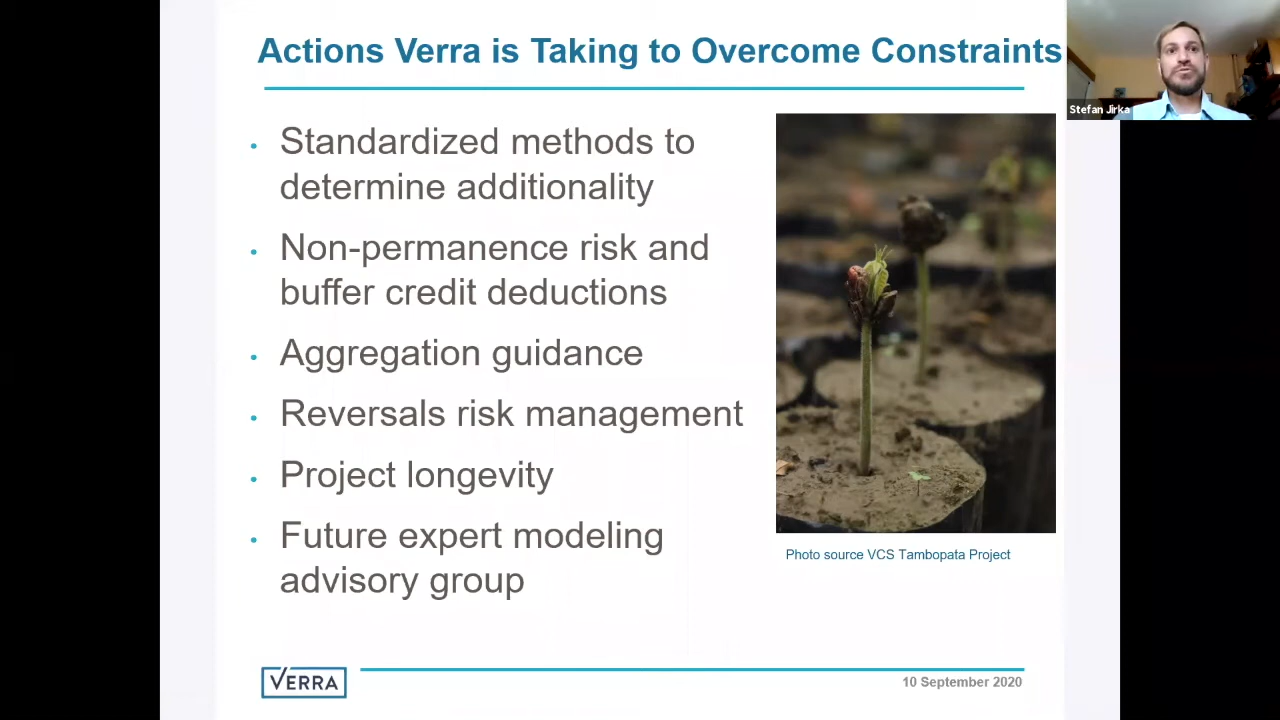 Actions Verra is Taking to Overcome Constraints
Stefan Jirka
Standardized methods to
determine additionality
Non-permanence risk and
buffer credit deductions
Aggregation guidance
Reversals risk management
Project longevity
Future expert modeling
advisory group
Photo source VCS Tambopata Project
VERRA
10 September 2020